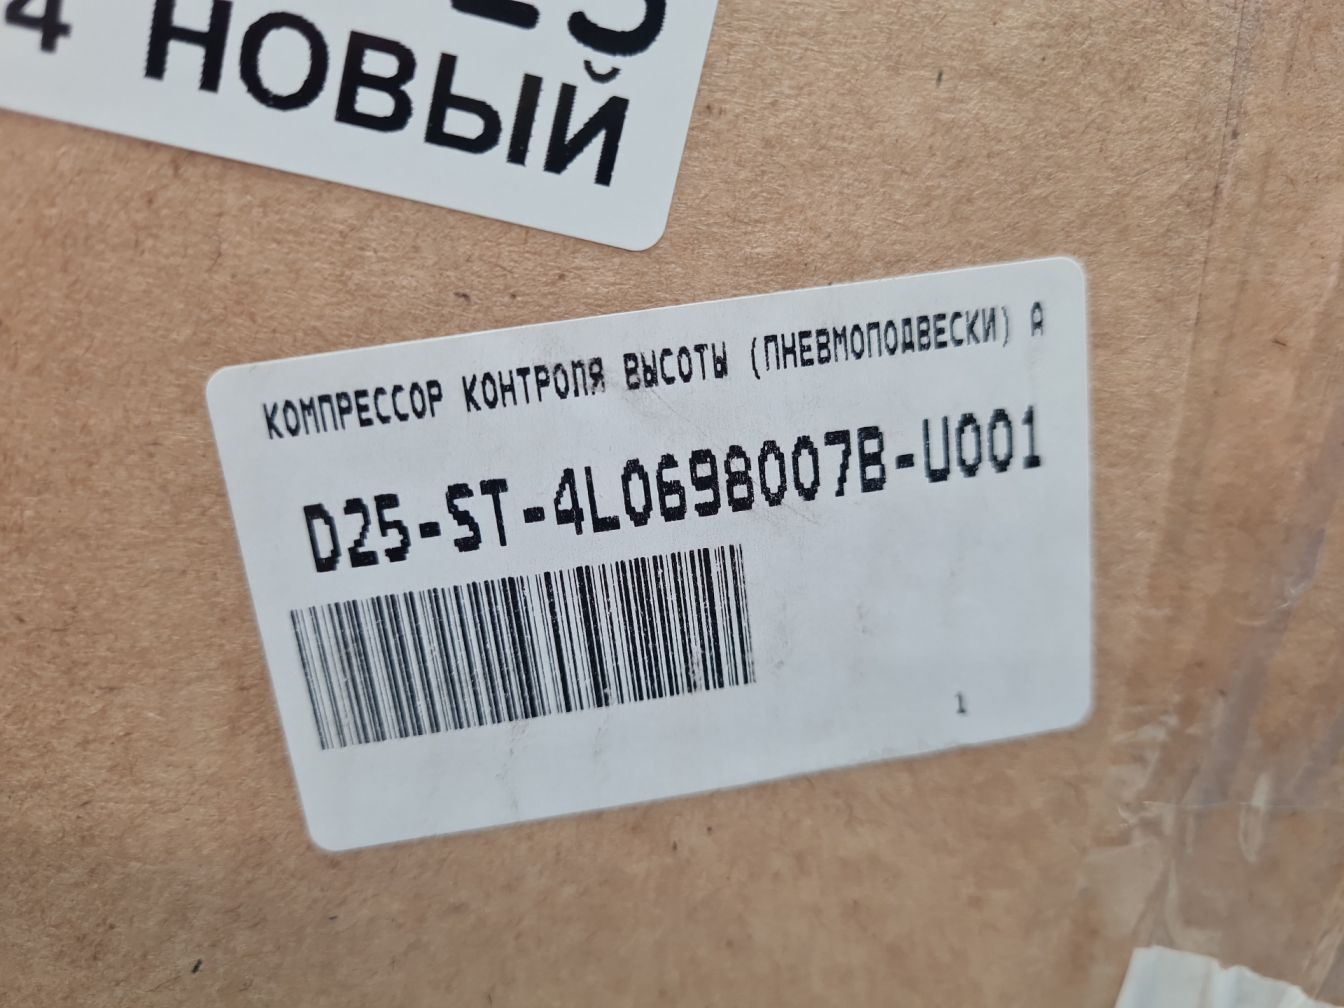 4 НОВЫЙ
КОМПРЕССОР КОНТРОЛЯ ВЫСОТЫ (ПНЕВМОПОДВЕСКИ) А
D25-ST-4L0698007B-U001
1